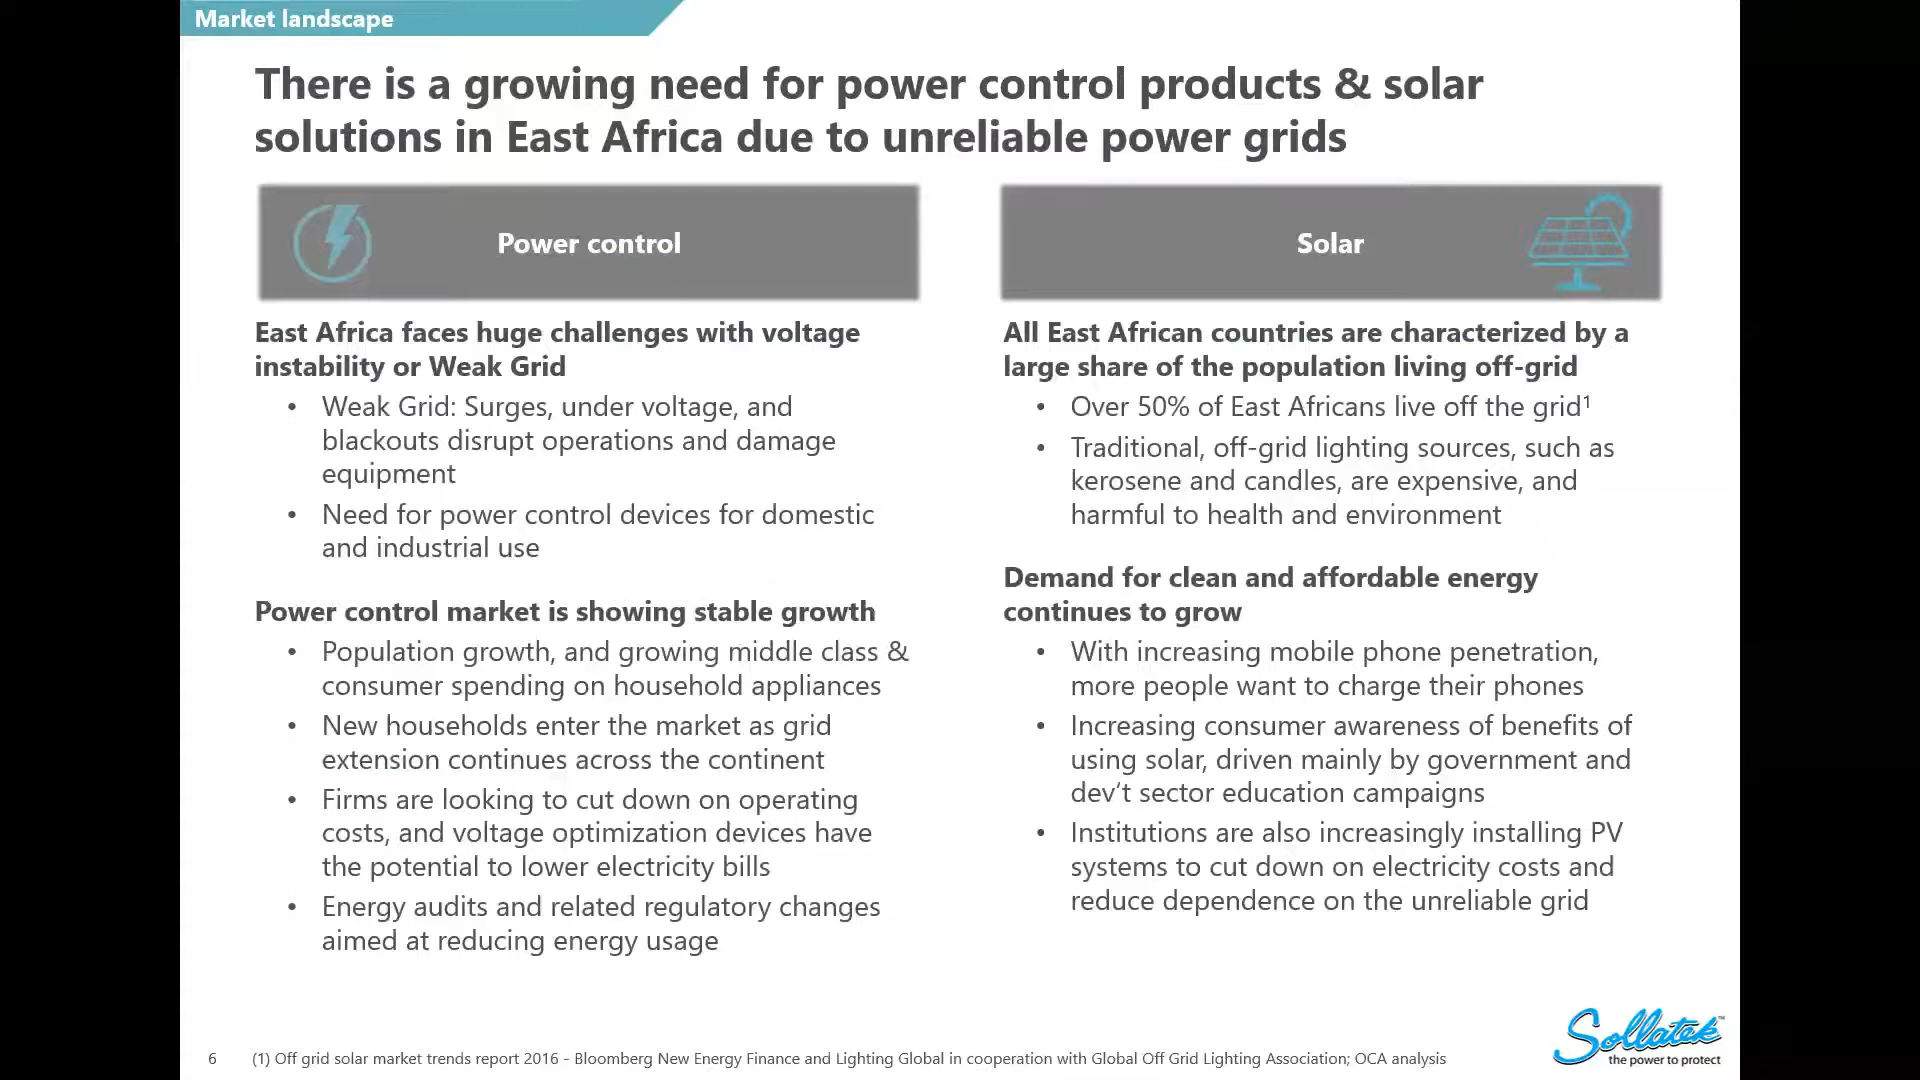 Market landscape
There is a growing need for power control products & solar
solutions in East Africa due to unreliable power grids
Power control
East Africa faces huge challenges with voltage
instability or Weak Grid
• Weak Grid: Surges, under voltage, and
blackouts disrupt operations and damage
equipment
• Need for power control devices for domestic
and industrial use
Power control market is showing stable growth
• Population growth, and growing middle class &
consumer spending on household appliances
• New households enter the market as grid
extension continues across the continent
• Firms are looking to cut down on operating
costs, and voltage optimization devices have
the potential to lower electricity bills
• Energy audits and related regulatory changes
aimed at reducing energy usage
Solar
All East African countries are characterized by a
large share of the population living off-grid
• Over 50% of East Africans live off the grid¹
• Traditional, off-grid lighting sources, such as
kerosene and candles, are expensive, and
harmful to health and environment
Demand for clean and affordable energy
continues to grow
• With increasing mobile phone penetration,
more people want to charge their phones
• Increasing consumer awareness of benefits of
using solar, driven mainly by government and
dev’t sector education campaigns
• Institutions are also increasingly installing PV
systems to cut down on electricity costs and
reduce dependence on the unreliable grid
6 (1) Off grid solar market trends report 2016 - Bloomberg New Energy Finance and Lighting Global in cooperation with Global Off Grid Lighting Association; OCA analysis
Sollatek™
the power to protect